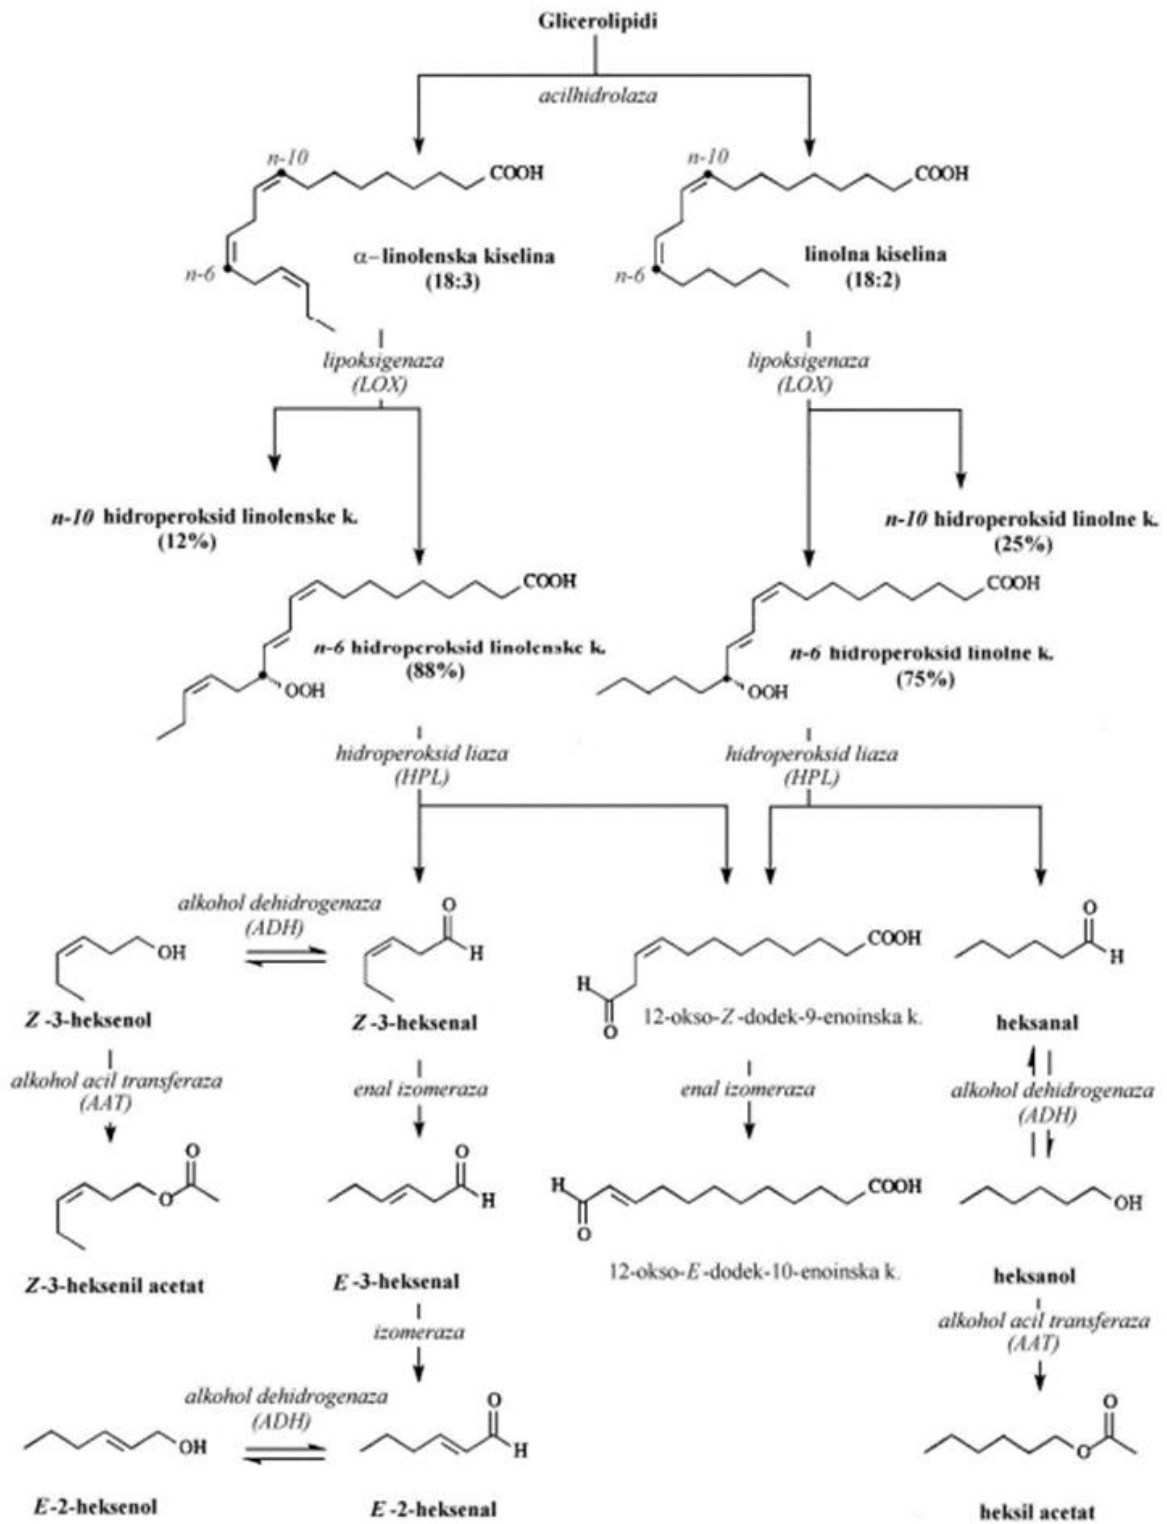 Glicerolipidi
acilhidrolaza
n-10
COOH
n-6
α–linolenska kiselina
(18:3)
n-10
COOH
n-6
linolna kiselina
(18:2)
lipoksigenaza
(LOX)
lipoksigenaza
(LOX)
n-10 hidroperoksid linolenske k.
(12%)
n-10 hidroperoksid linolne k.
(25%)
COOH
n-6 hidroperoksid linolenske k.
(88%)
OOH
COOH
n-6 hidroperoksid linolne k.
(75%)
OOH
hidroperoksid liaza
(HPL)
hidroperoksid liaza
(HPL)
alkohol dehidrogenaza
(ADH)
OH
Z-3-heksenol
O
H
Z-3-heksenal
COOH
H
O
12-okso-Z-dodek-9-enoinska k.
O
H
heksanal
alkohol acil transferaza
(AAT)
enal izomeraza
enal izomeraza
alkohol dehidrogenaza
(ADH)
O
O
Z-3-heksenil acetat
O
H
E-3-heksenal
H
O
COOH
12-okso-E-dodek-10-enoinska k.
OH
heksanol
izomeraza
alkohol acil transferaza
(AAT)
alkohol dehidrogenaza
(ADH)
OH
E-2-heksenol
O
H
E-2-heksenal
O
O
heksil acetat